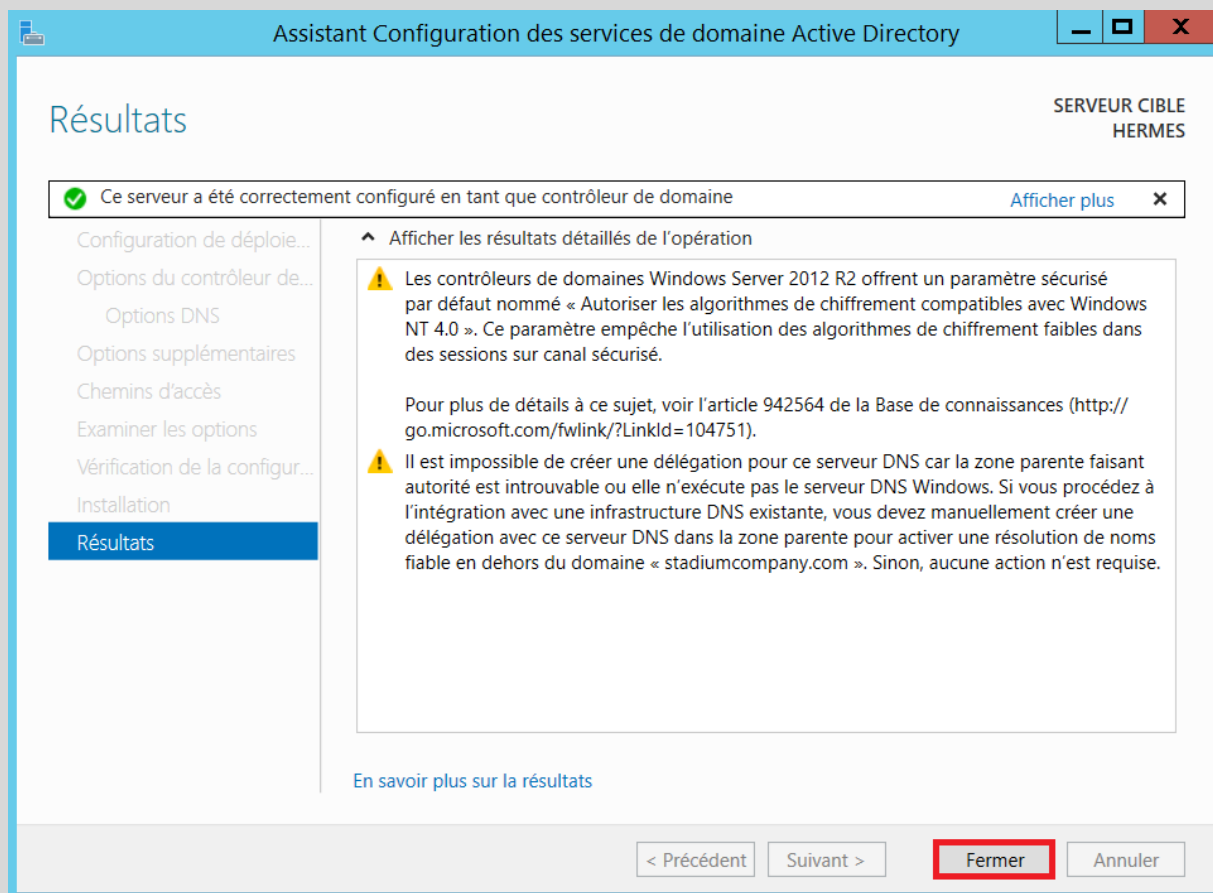 Assistant Configuration des services de domaine Active Directory
Résultats
SERVEUR CIBLE
HERMES
Ce serveur a été correctement configuré en tant que contrôleur de domaine
Afficher plus
Configuration de déploie...
Options du contrôleur de...
Options DNS
Options supplémentaires
Chemins d'accès
Examiner les options
Vérification de la configur...
Installation
Résultats
Afficher les résultats détaillés de l'opération
Les contrôleurs de domaines Windows Server 2012 R2 offrent un paramètre sécurisé
par défaut nommé « Autoriser les algorithmes de chiffrement compatibles avec Windows
NT 4.0 ». Ce paramètre empêche l'utilisation des algorithmes de chiffrement faibles dans
des sessions sur canal sécurisé.
Pour plus de détails à ce sujet, voir l'article 942564 de la Base de connaissances (http://
go.microsoft.com/fwlink/?LinkId=104751).
Il est impossible de créer une délégation pour ce serveur DNS car la zone parente faisant
autorité est introuvable ou elle n'exécute pas le serveur DNS Windows. Si vous procédez à
l'intégration avec une infrastructure DNS existante, vous devez manuellement créer une
délégation avec ce serveur DNS dans la zone parente pour activer une résolution de noms
fiable en dehors du domaine « stadiumcompany.com ». Sinon, aucune action n'est requise.
En savoir plus sur la résultats
< Précédent
Suivant >
Fermer
Annuler